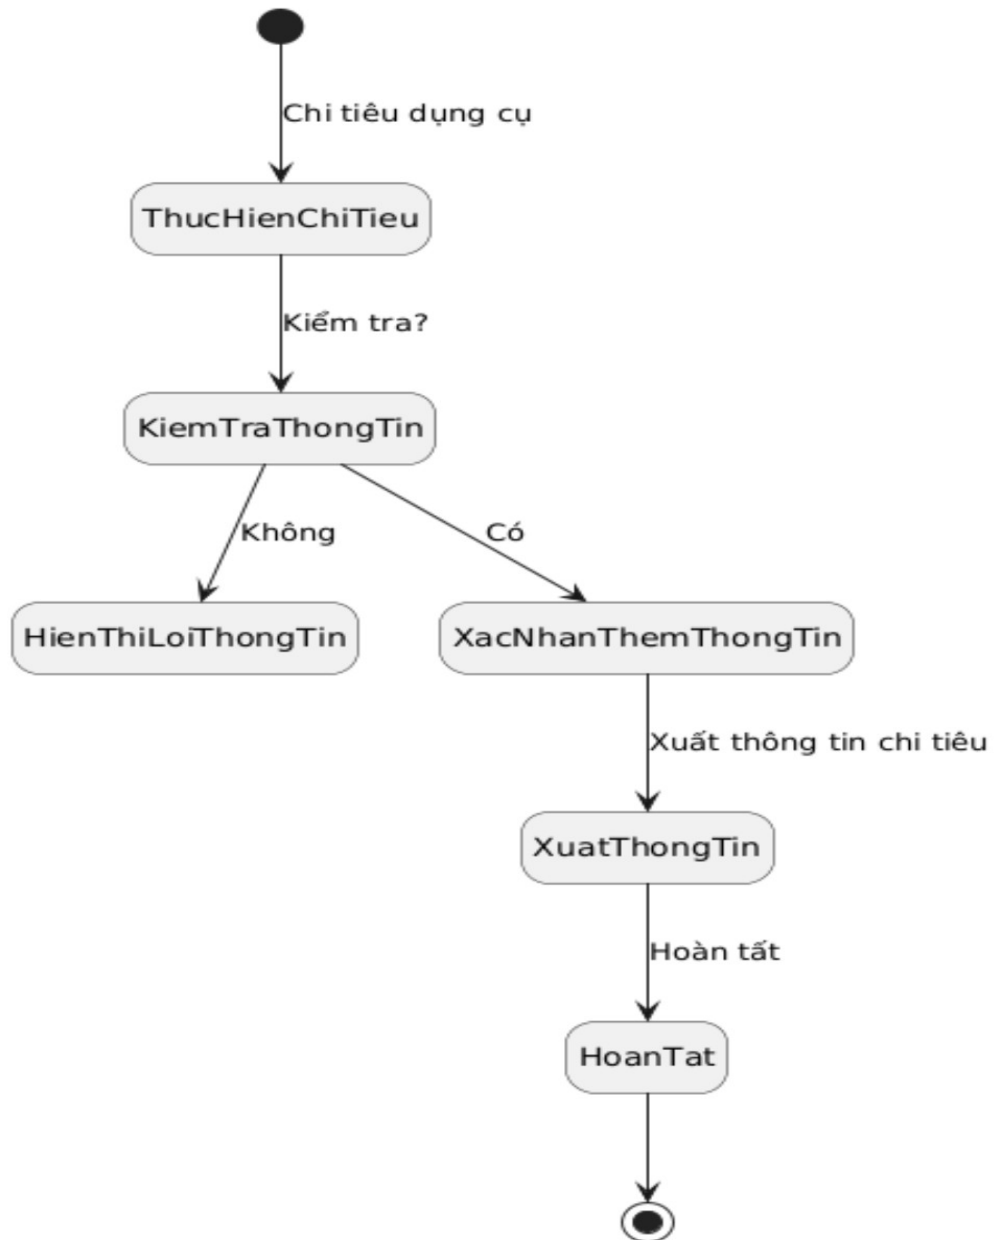 Chi tiêu dụng cụ
ThucHienChiTieu
Kiểm tra?
KiemTraThongTin
Không
Có
HienThiLoiThongTin
XacNhanThemThongTin
Xuất thông tin chi tiêu
XuatThongTin
Hoàn tất
HoanTat